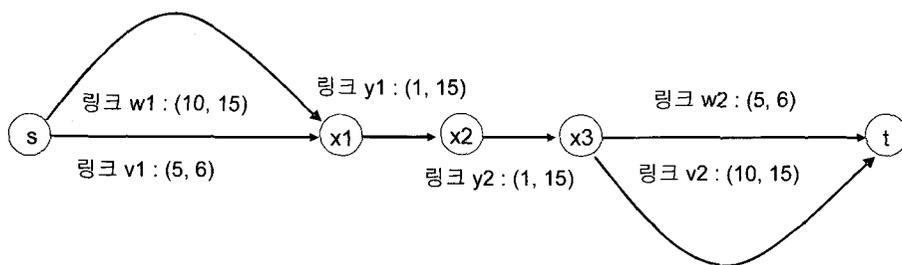 링크 y1 : (1, 15)
링크 w1 : (10, 15)
링크 w2 : (5, 6)
s
x1
x2
x3
t
링크 v1 : (5, 6)
링크 y2 : (1, 15)
링크 v2 : (10, 15)